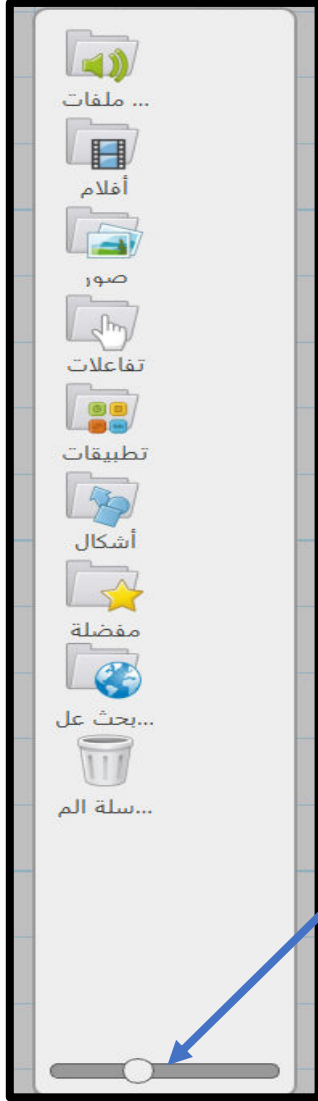 ملفات ...
أفلام
صور
تفاعلات
تطبيقات
أشكال
مفضلة
بحث عل...
سلة الم...